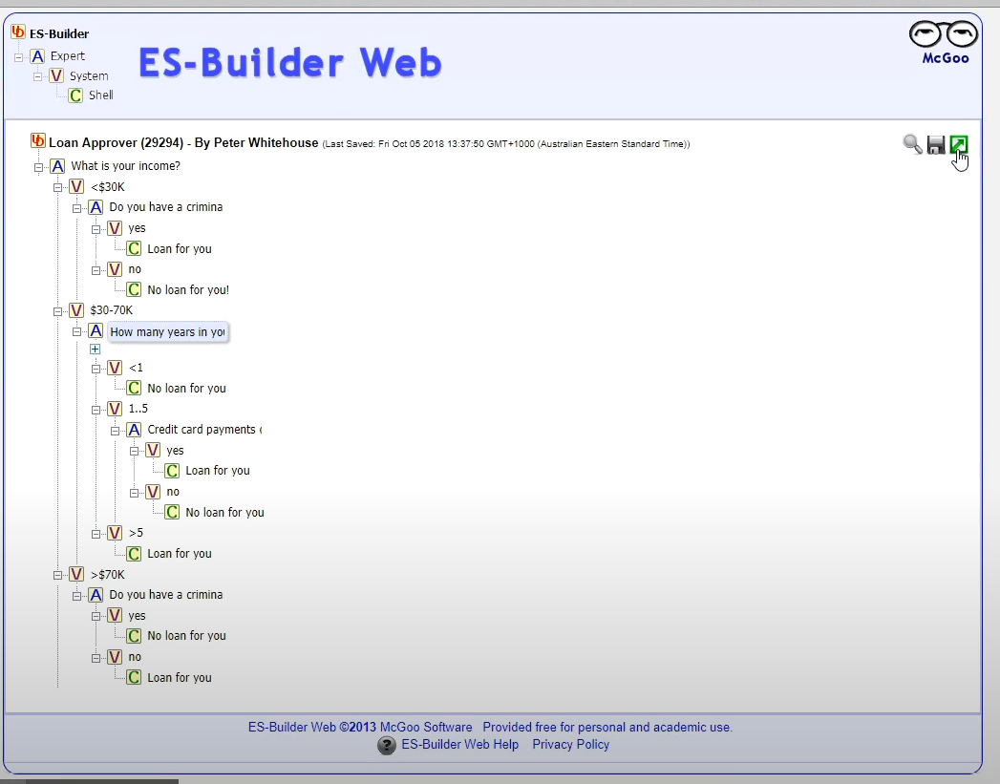 ES-Builder
A Expert
V System
C Shell
ES-Builder Web
McGoo
Loan Approver (29294) - By Peter Whitehouse (Last Saved: Fri Oct 05 2018 13:37:50 GMT+1000 (Australian Eastern Standard Time))
A What is your income?
V <$30K
A Do you have a crimina
V yes
C Loan for you
V no
C No loan for you!
V $30-70K
A How many years in you
V <1
C No loan for you
V 1..5
A Credit card payments
V yes
C Loan for you
V no
C No loan for you
V >5
C Loan for you
V >$70K
A Do you have a crimina
V yes
C No loan for you
V no
C Loan for you
ES-Builder Web ©2013 McGoo Software Provided free for personal and academic use.
? ES-Builder Web Help Privacy Policy